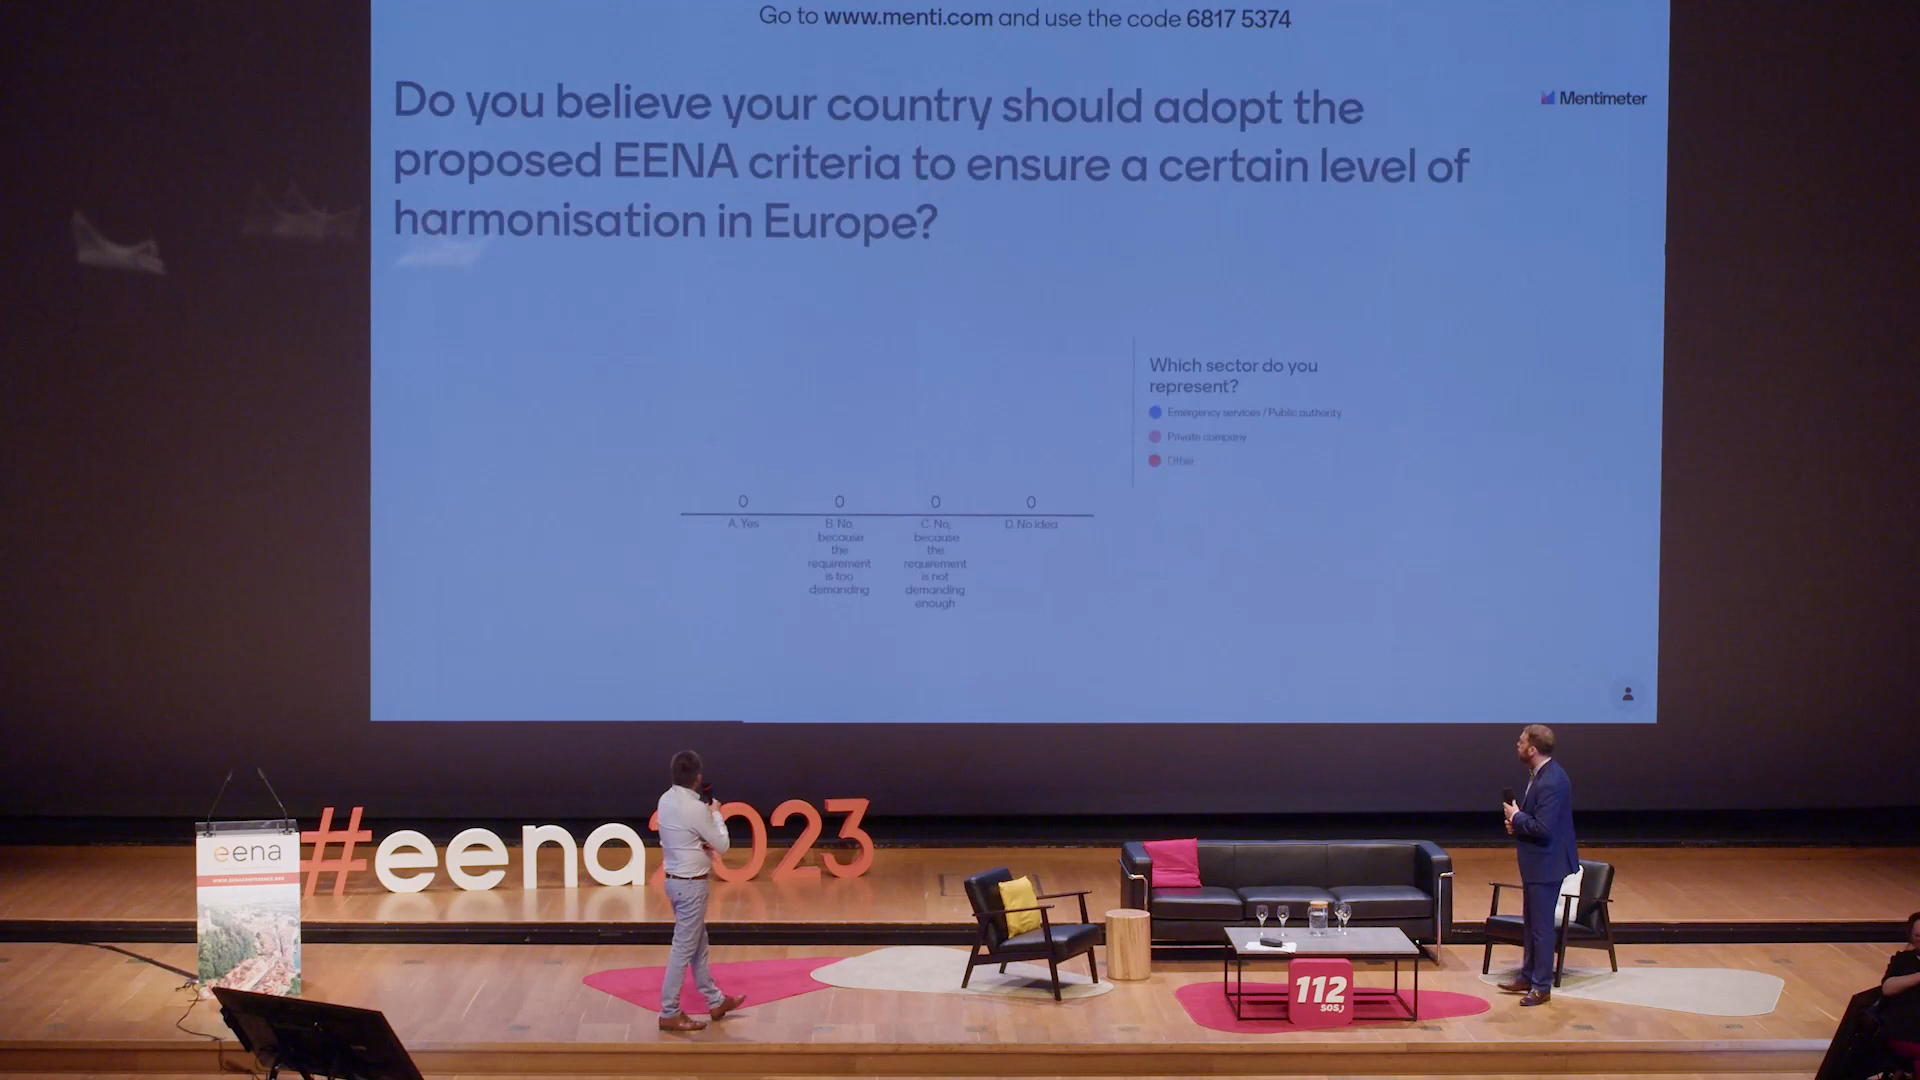 Go to www.menti.com and use the code 6817 5374
Do you believe your country should adopt the
proposed EENA criteria to ensure a certain level of
harmonisation in Europe?
Mentimeter
Which sector do you
represent?
Emergency services / Public authority
Private company
Other
0 0 0 0
A. Yes
B. No,
because
the
requirement
is too
demanding
C. No,
because
the
requirement
is not
demanding
enough
D. No idea
#eena2023
eena
WWW.EENACONFERENCE.ORG
112
SOS